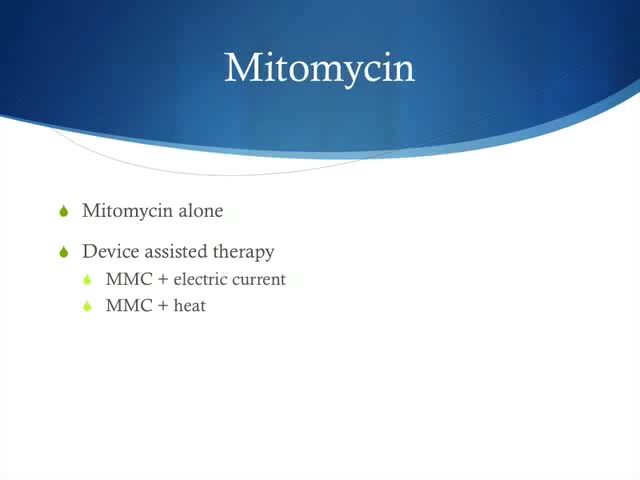 Mitomycin
Mitomycin alone
Device assisted therapy
MMC + electric current
MMC + heat